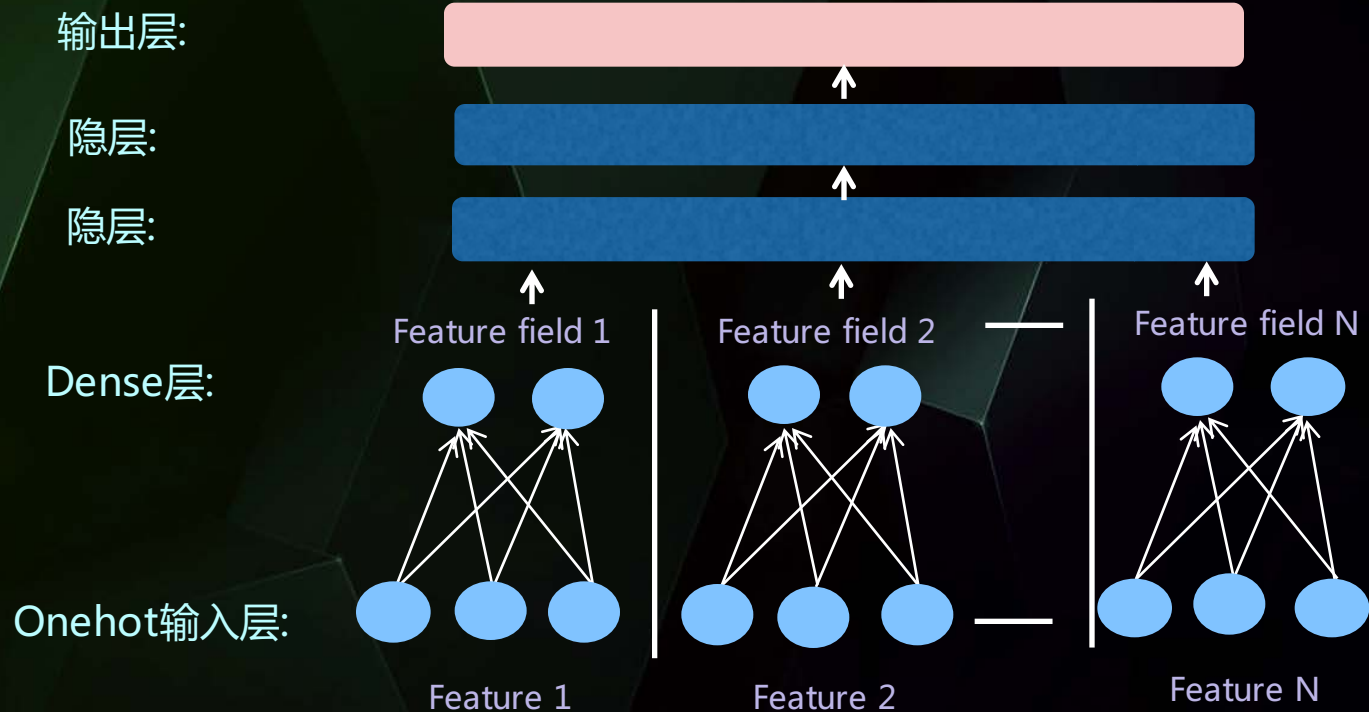 输出层:
隐层:
隐层:
Feature field 1
Feature field 2
Feature field N
Dense层:
Onehot输入层:
Feature 1
Feature 2
Feature N